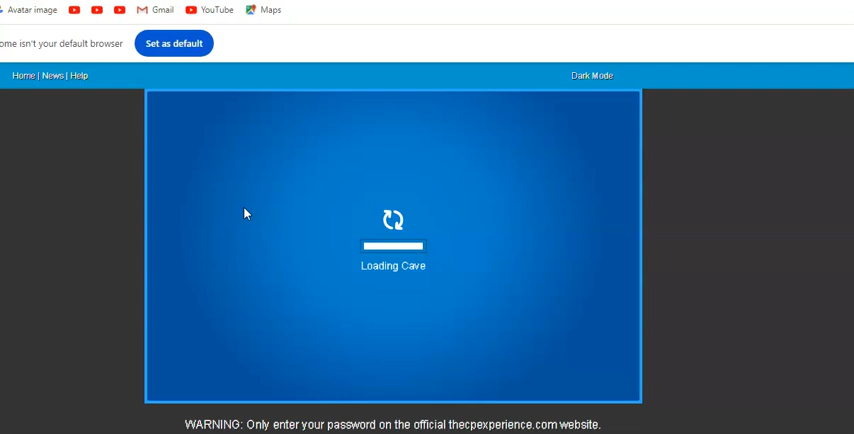 Avatar image Gmail YouTube Maps
ome isn't your default browser Set as default
Home | News | Help Dark Mode
Loading Cave
WARNING: Only enter your password on the official thecpexperience.com website.